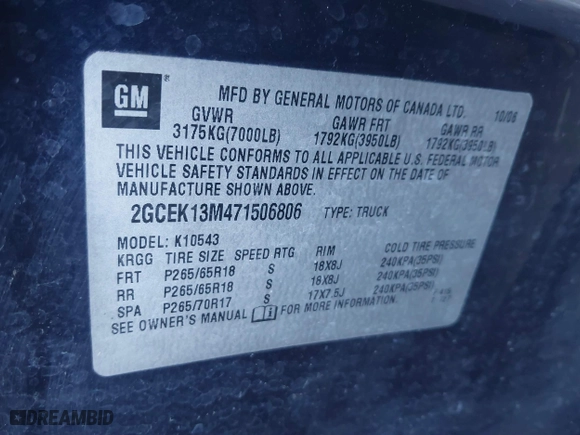 GM
MFD BY GENERAL MOTORS OF CANADA LTD. 10/06
GVWR GAWR FRT GAWR RR
3175KG(7000LB) 1792KG(3950LB) 1792KG(3950LB)
THIS VEHICLE CONFORMS TO ALL APPLICABLE U.S. FEDERAL MOTOR
VEHICLE SAFETY STANDARDS IN EFFECT ON THE DATE OF
MANUFACTURE SHOWN ABOVE.
2GCEK13M471506806 TYPE: TRUCK
MODEL: K10543
KRGG TIRE SIZE SPEED RTG RIM COLD TIRE PRESSURE
FRT P265/65R18 S 18X8J 240KPA(35PSI)
RR P265/65R18 S 18X8J 240KPA(35PSI)
SPA P265/70R17 S 17X7.5J 240KPA(35PSI)
SEE OWNER'S MANUAL FOR MORE INFORMATION.
DREAMBID